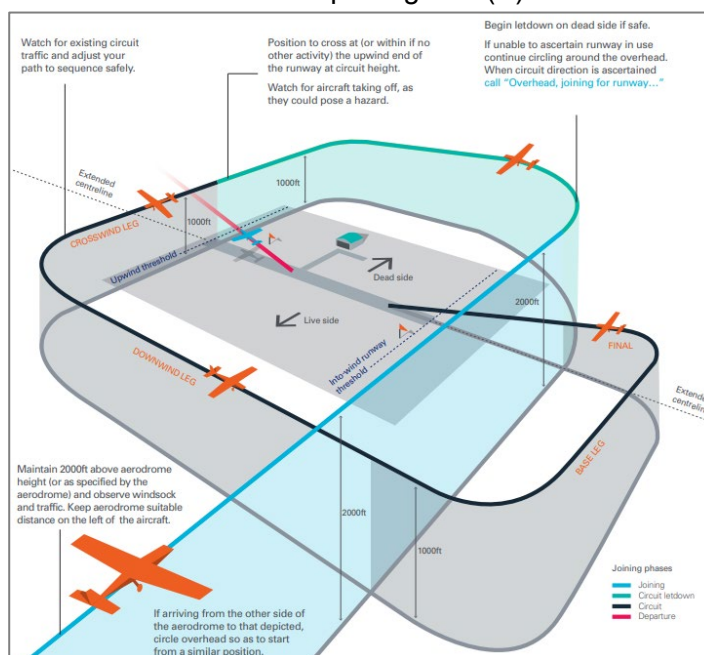 Watch for existing circuit
traffic and adjust your
path to sequence safely.
Position to cross at (or within if no
other activity) the upwind end of
the runway at circuit height.
Watch for aircraft taking off, as
they could pose a hazard.
Begin letdown on dead side if safe.
If unable to ascertain runway in use
continue circling around the overhead.
When circuit direction is ascertained
call “Overhead, joining for runway…”
Extended
centreline
1000ft
1000ft
CROSSWIND LEG
Upwind threshold
Dead side
2000ft
Live side
Into-wind runway
threshold
FINAL
DOWNWIND LEG
Extended
centreline
BASE LEG
Maintain 2000ft above aerodrome
height (or as specified by the
aerodrome) and observe windsock
and traffic. Keep aerodrome suitable
distance on the left of the aircraft.
2000ft
1000ft
If arriving from the other side of
the aerodrome to that depicted,
circle overhead so as to start
from a similar position.
Joining phases
Joining
Circuit letdown
Circuit
Departure